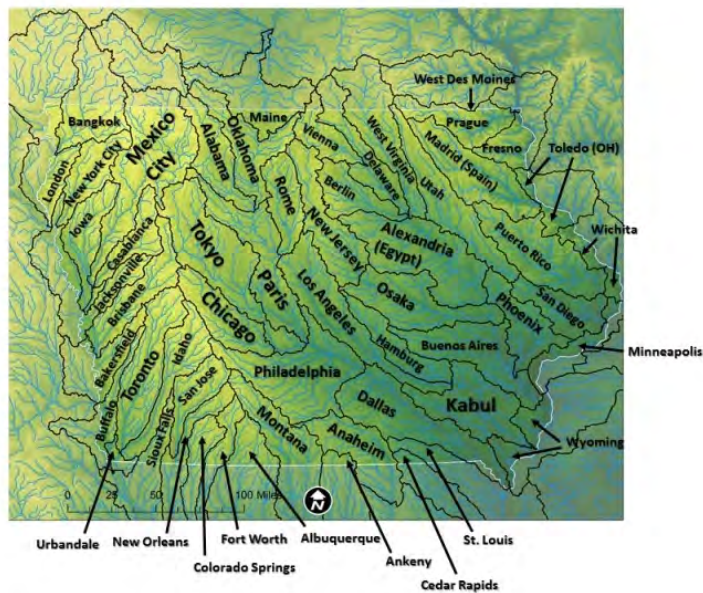 West Des Moines
Bangkok
Mexico
City
Maine
Prague
London
New York City
Alabama
Oklahoma
Vienna
West Virginia
Madrid (Spain)
Fresno
Toledo (OH)
Iowa
Rome
Berlin
Delaware
Utah
Casablanca
Tokyo
New Jersey
Alexandria
(Egypt)
Puerto Rico
Wichita
Jacksonville
Brisbane
Paris
Los Angeles
Osaka
San Diego
Phoenix
Bakersfield
Chicago
Hamburg
Buenos Aires
Minneapolis
Toronto
Idaho
Philadelphia
Buffalo
Sioux Falls
San Jose
Montana
Dallas
Kabul
Anaheim
Wyoming
0 25 50 100 Miles
N
Urbandale
New Orleans
Fort Worth
Albuquerque
St. Louis
Colorado Springs
Ankeny
Cedar Rapids